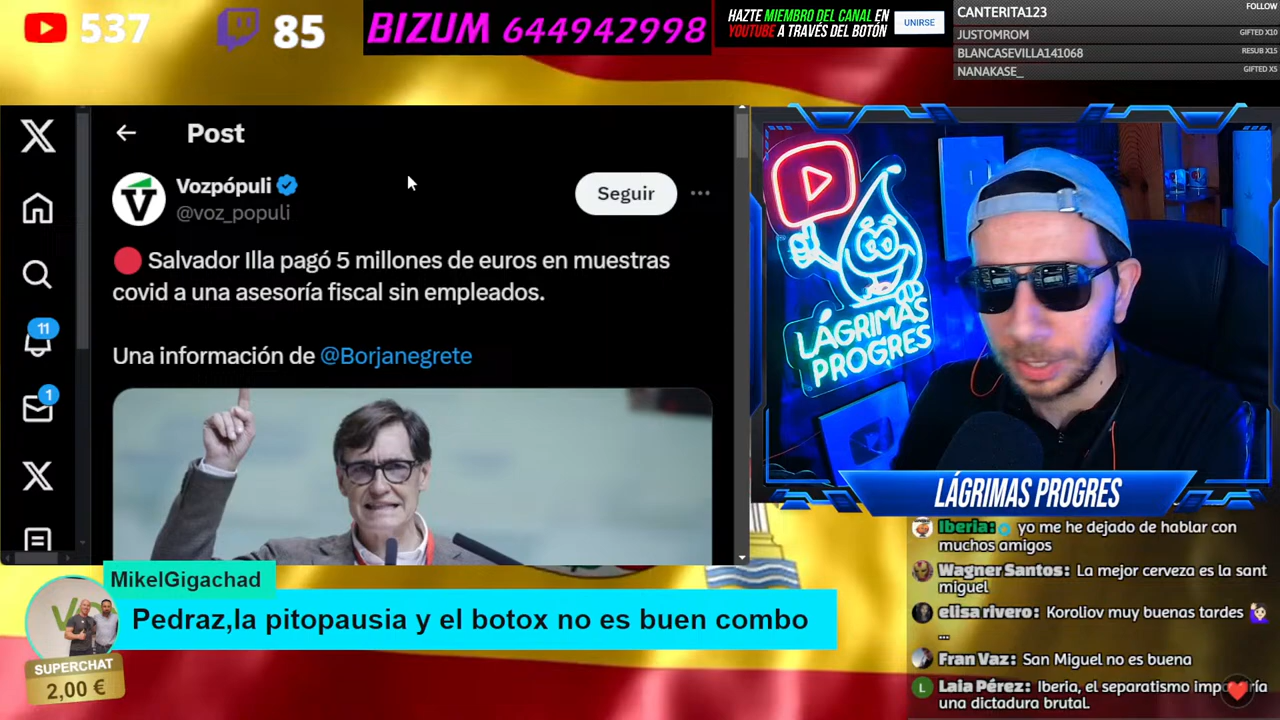 537
85
BIZUM 644942998
HAZTE MIEMBRO DEL CANAL EN
YOUTUBE A TRAVÉS DEL BOTÓN
UNIRSE
CANTERITA123
FOLLOW
JUSTOMROM
GIFTED X10
BLANCASEVILLA141068
RESUB X15
NANAKASE_
GIFTED X5
Post
Vozpópuli
@voz_populi
Seguir
Salvador Illa pagó 5 millones de euros en muestras
covid a una asesoría fiscal sin empleados.
Una información de @Borjanegrete
11
1
LÁGRIMAS
PROGRES
LÁGRIMAS PROGRES
MikelGigachad
Pedraz,la pitopausia y el botox no es buen combo
SUPERCHAT
2,00 €
Iberia: yo me he dejado de hablar con
muchos amigos
Wagner Santos: La mejor cerveza es la sant
miguel
elisa rivero: Koroliov muy buenas tardes
...
Fran Vaz: San Miguel no es buena
L Laia Pérez: Iberia, el separatismo
una dictadura brutal.